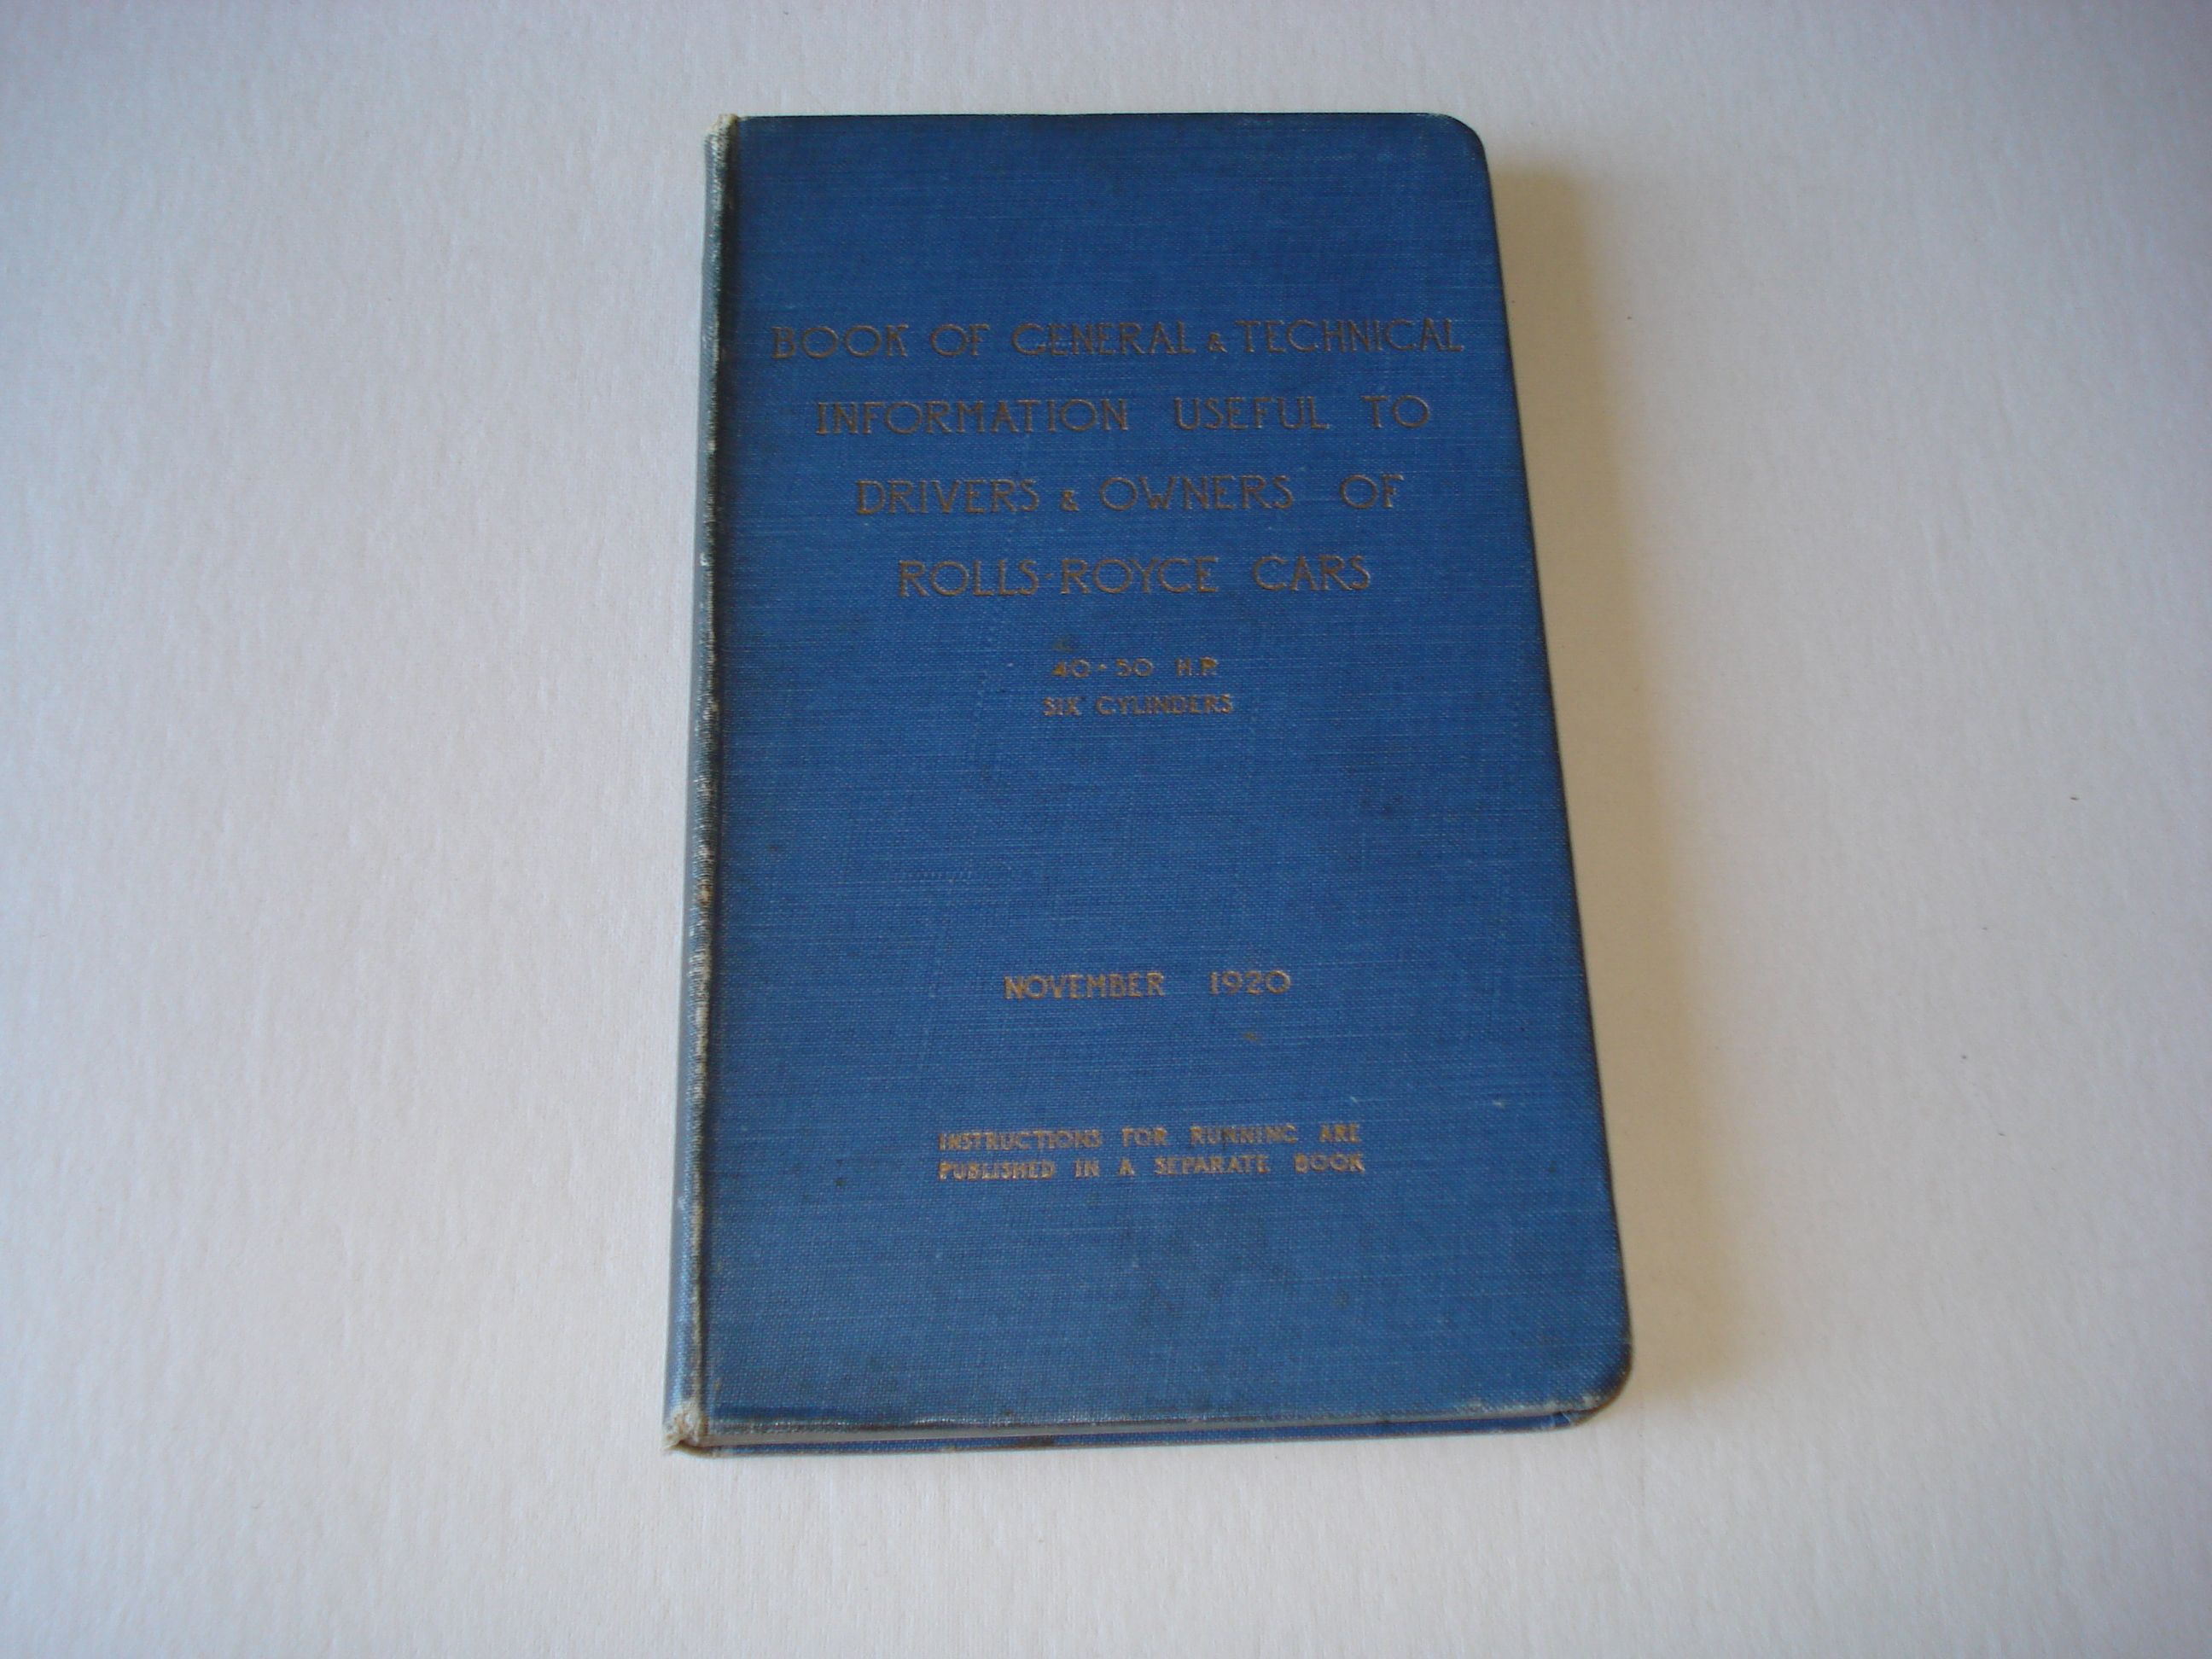 BOOK OF GENERAL & TECHNICAL
INFORMATION USEFUL TO
DRIVERS & OWNERS OF
ROLLS-ROYCE CARS
40-50 H.P.
SIX CYLINDERS
NOVEMBER 1920
INSTRUCTIONS FOR RUNNING ARE
PUBLISHED IN A SEPARATE BOOK